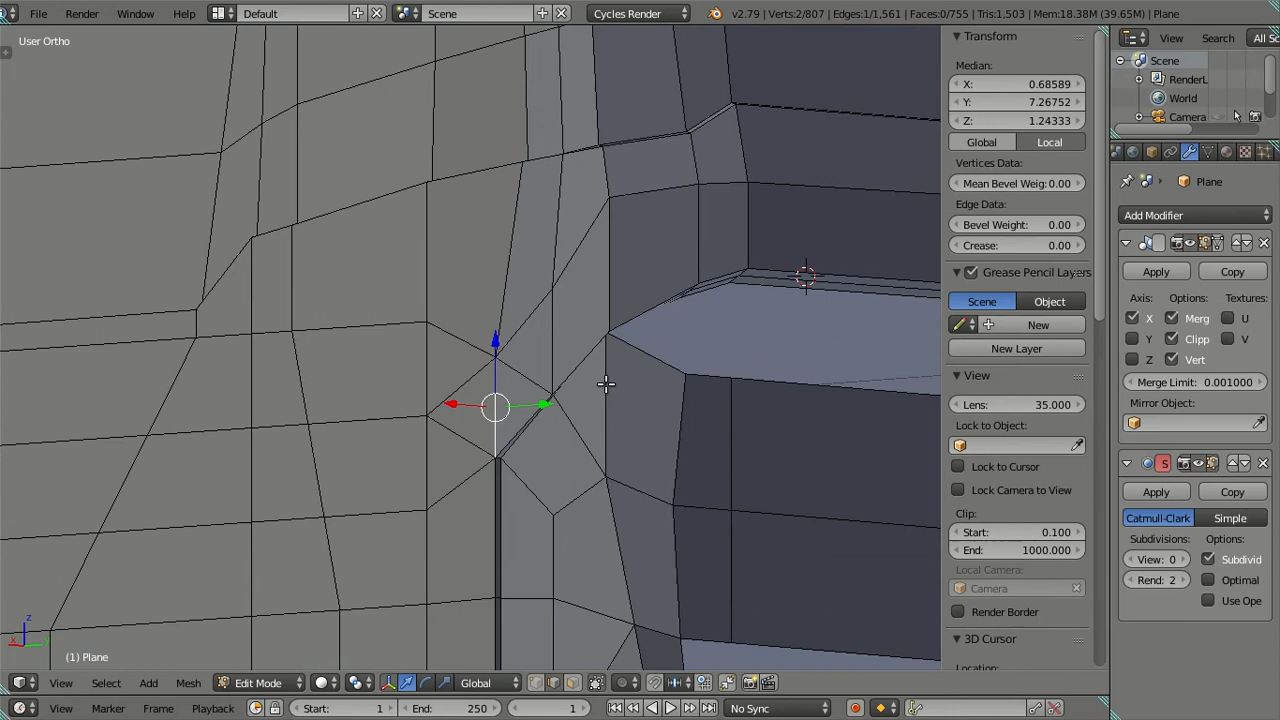 File Render Window Help Default Scene Cycles Render v2.79 | Verts:2/807 | Edges:1/1,561 | Faces:0/755 | Tris:1,503 | Mem:18.38M (39.65M) | Plane
User Ortho
Transform
View Search All Sc
Median:
Scene
X: 0.68589
RenderL
Y: 7.26752
World
Z: 1.24333
Camera
Global Local
Vertices Data:
Mean Bevel Weig: 0.00
Plane
Edge Data:
Add Modifier
Bevel Weight: 0.00
Crease: 0.00
Grease Pencil Layers
Apply Copy
Scene Object
Axis: Options: Textures:
New
X Merg U
New Layer
Y Clipp V
Z Vert
View
Merge Limit: 0.001000
Lens: 35.000
Mirror Object:
Lock to Object:
Lock to Cursor
S
Lock Camera to View
Apply Copy
Clip:
Catmull-Clark Simple
Start: 0.100
Subdivisions: Options:
End: 1000.000
View: 0 Subdivid
Local Camera:
Rend: 2 Optimal
Camera
Use Ope
Render Border
3D Cursor
(1) Plane
Location:
z
x y
View Select Add Mesh Edit Mode Global
View Marker Frame Playback Start: 1 End: 250 1 No Sync